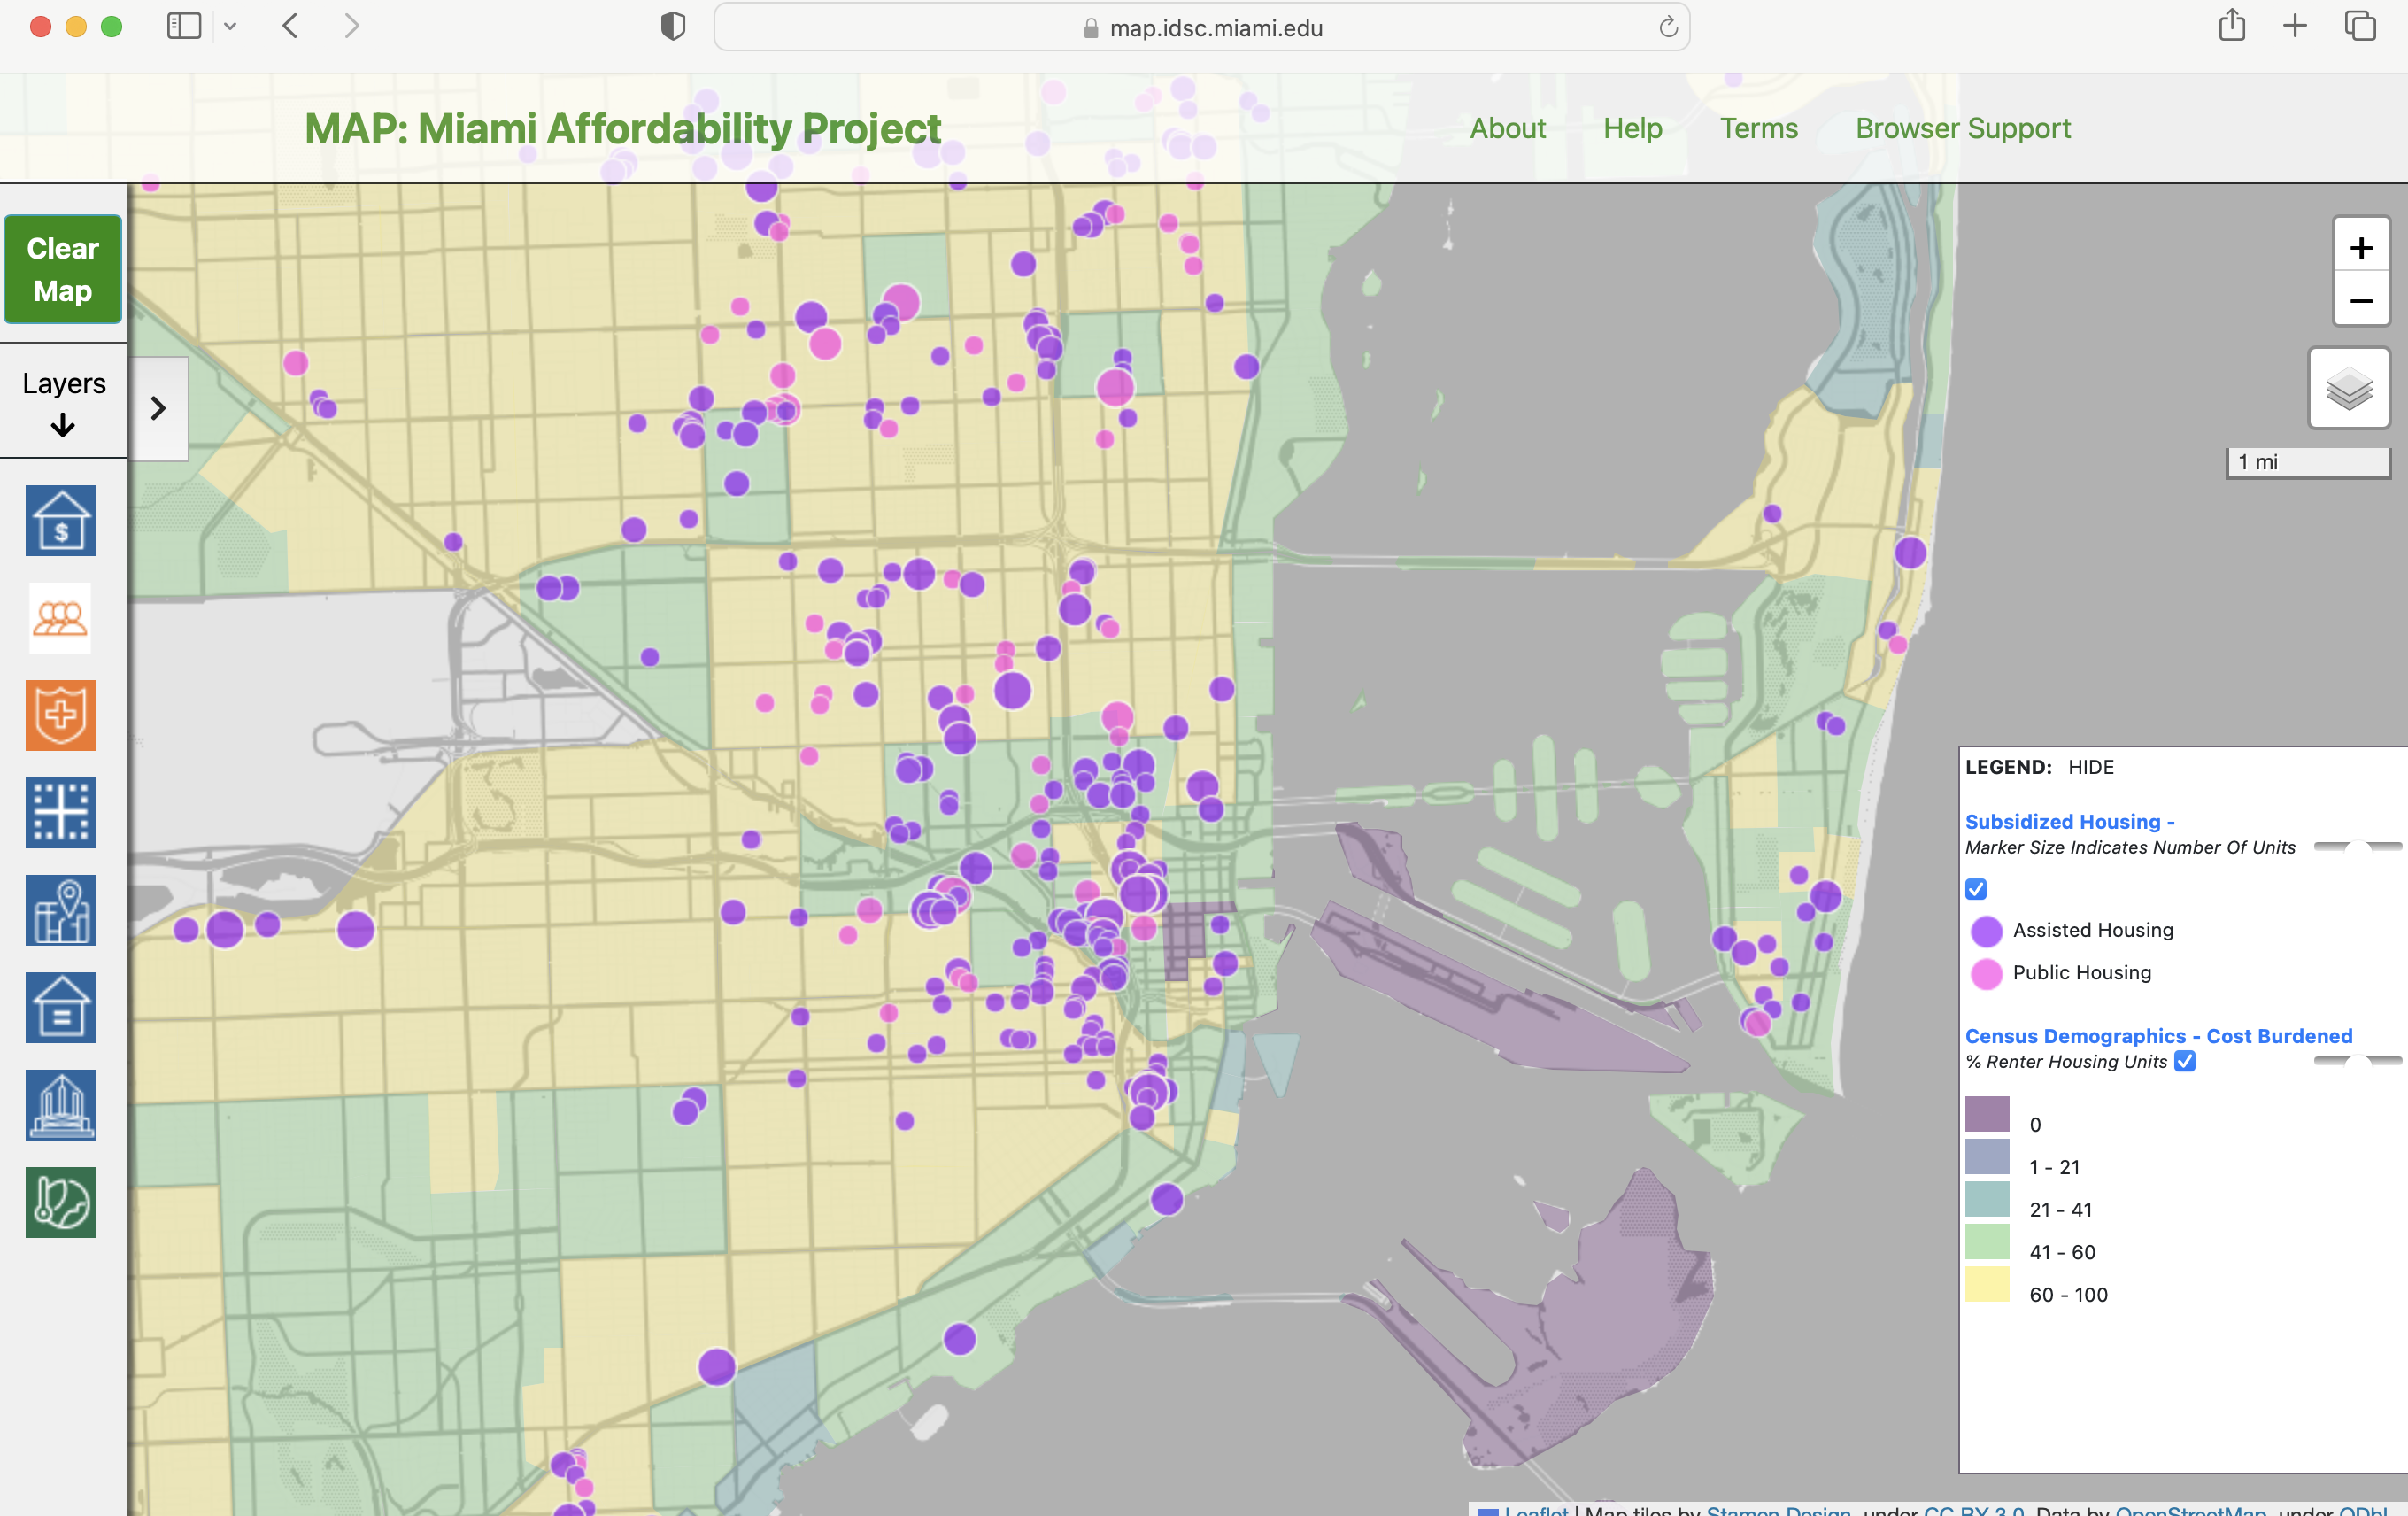 map.idsc.miami.edu
MAP: Miami Affordability Project
About
Help
Terms
Browser Support
Clear
Map
Layers
+
−
1 mi
LEGEND: HIDE
Subsidized Housing -
Marker Size Indicates Number Of Units
Assisted Housing
Public Housing
Census Demographics - Cost Burdened
% Renter Housing Units
0
1 - 21
21 - 41
41 - 60
60 - 100
Leaflet | Map tiles by Stamen Design, under CC BY 3.0. Data by OpenStreetMap, under ODbL